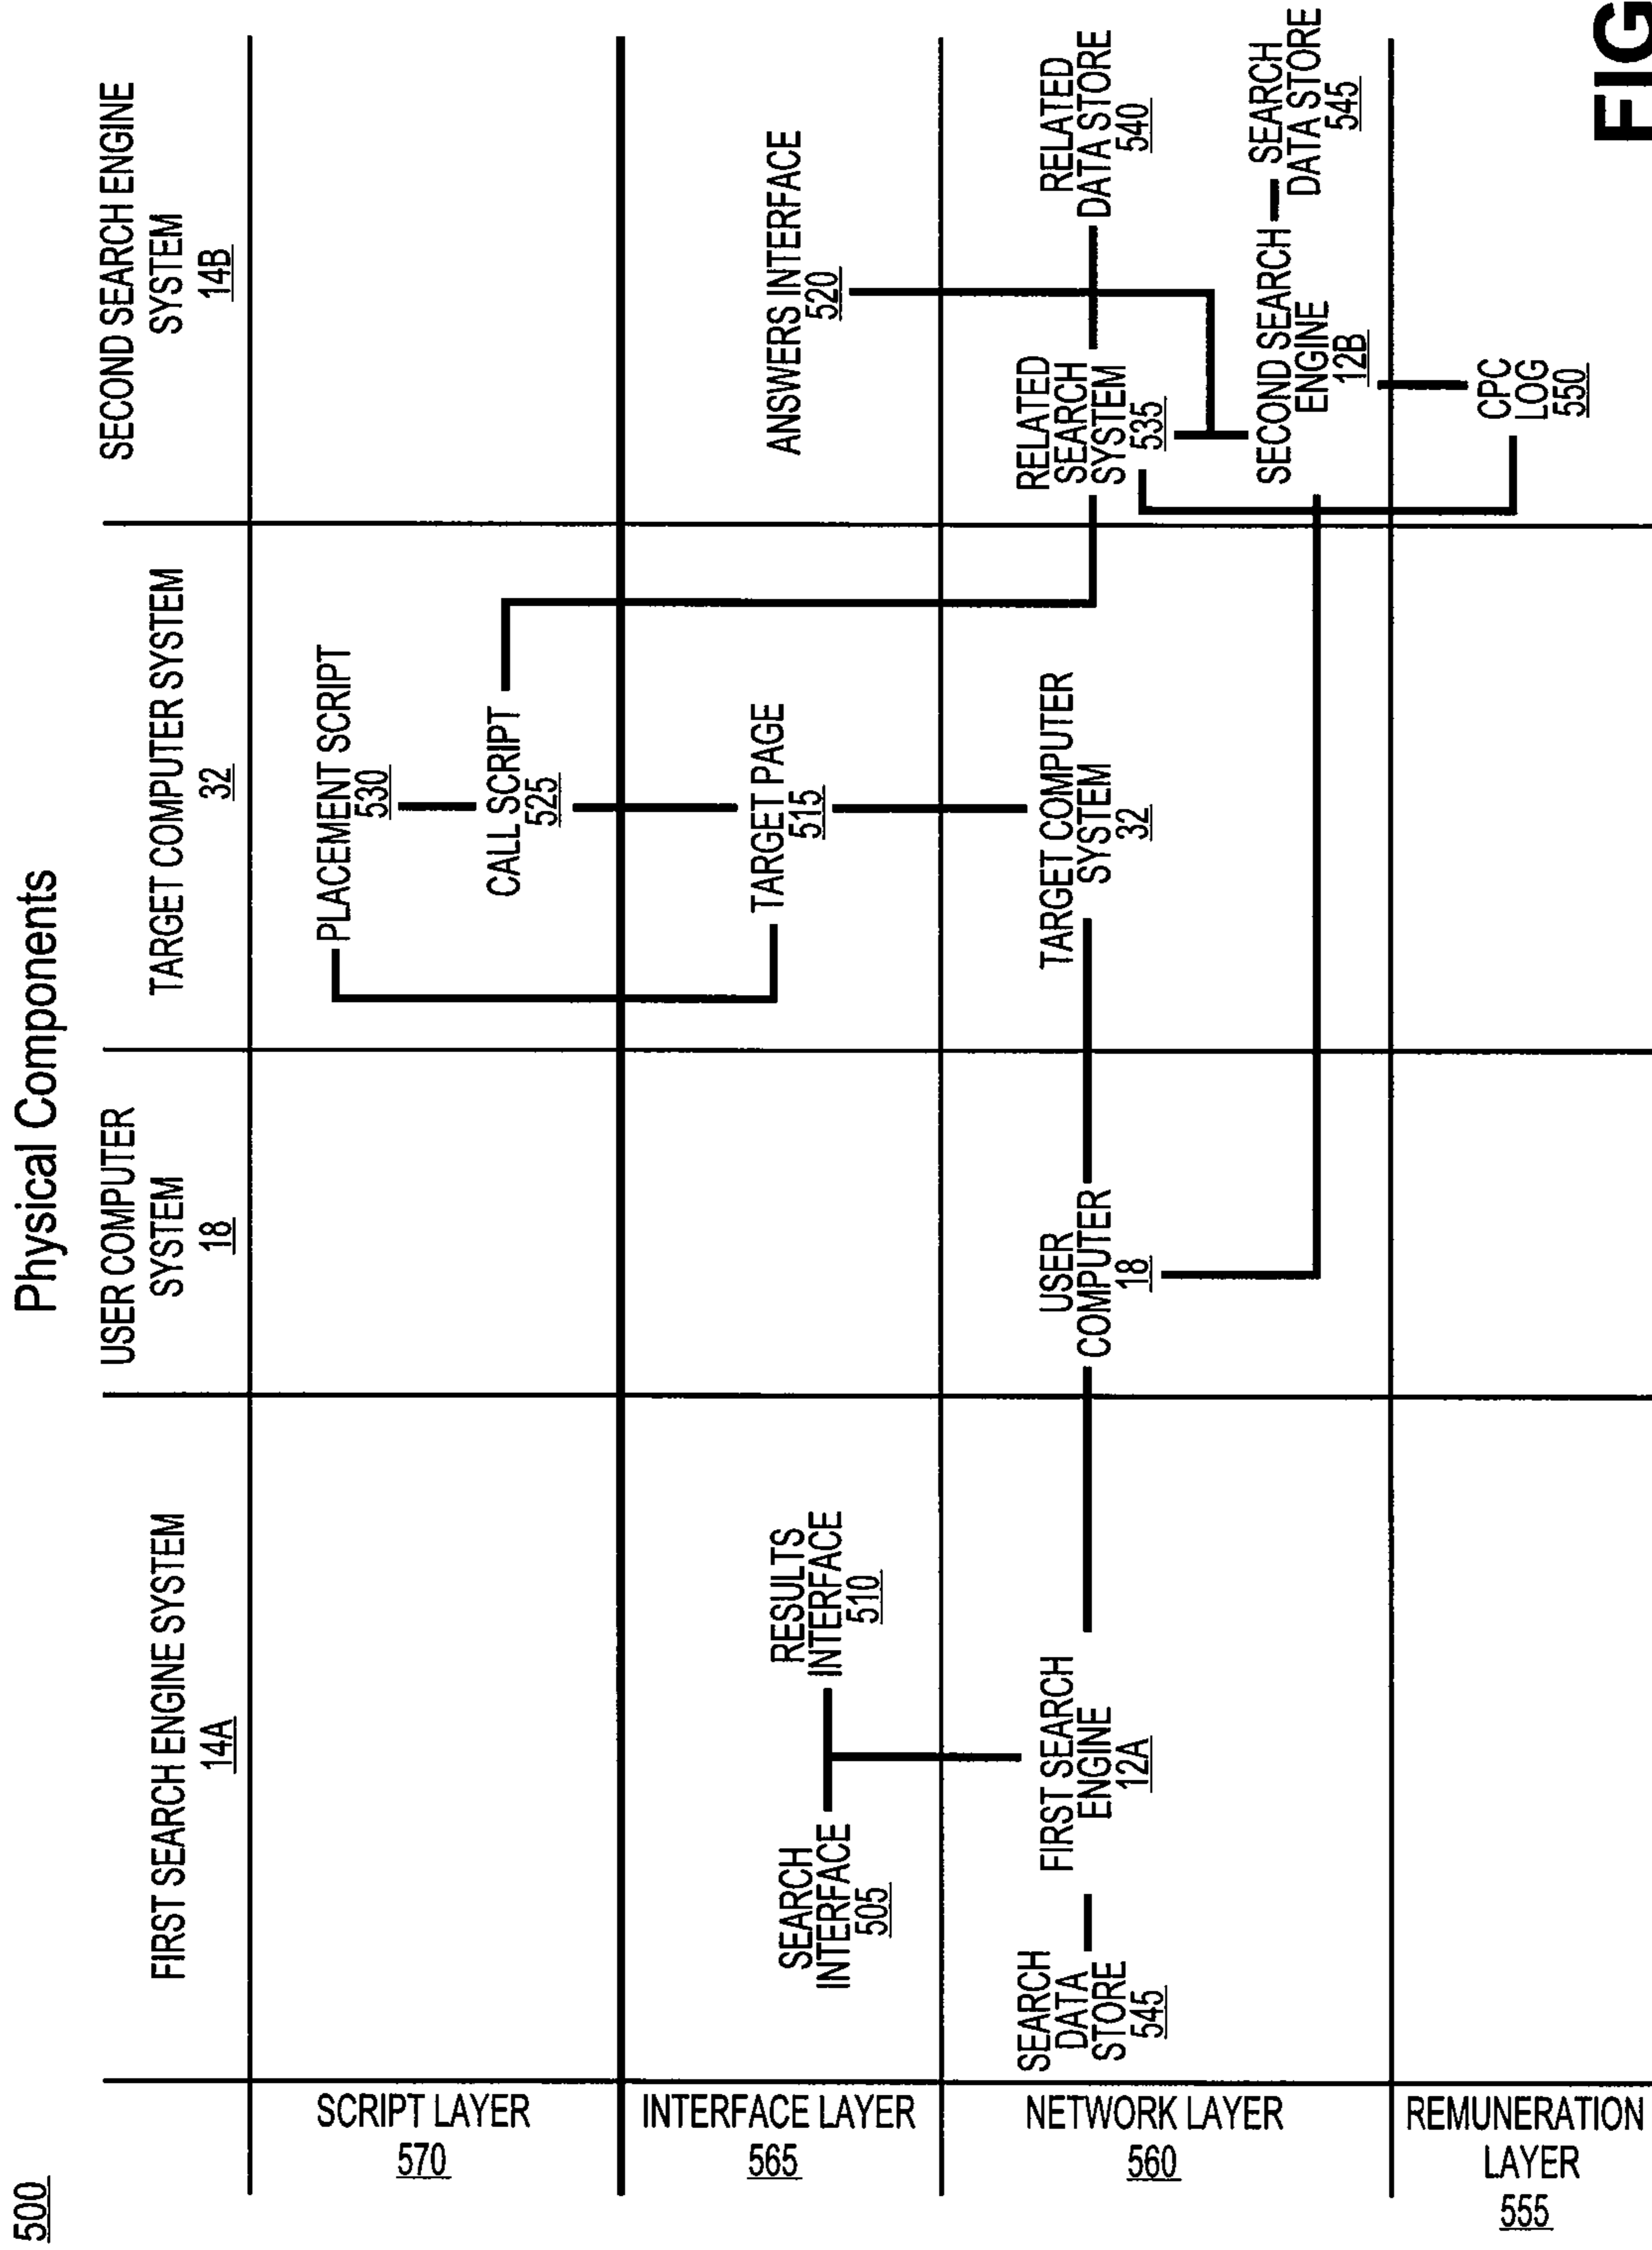 500
Physical Components
FIRST SEARCH ENGINE SYSTEM
14A
USER COMPUTER
SYSTEM
18
TARGET COMPUTER SYSTEM
32
SECOND SEARCH ENGINE
SYSTEM
14B
SCRIPT LAYER
570
PLACEMENT SCRIPT
530
CALL SCRIPT
525
INTERFACE LAYER
565
SEARCH
INTERFACE
505
RESULTS
INTERFACE
510
TARGET PAGE
515
ANSWERS INTERFACE
520
NETWORK LAYER
560
SEARCH
DATA
STORE
545
FIRST SEARCH
ENGINE
12A
USER
COMPUTER
18
TARGET COMPUTER
SYSTEM
32
RELATED
SEARCH
SYSTEM
535
RELATED
DATA STORE
540
SECOND SEARCH
ENGINE
12B
SEARCH
DATA STORE
545
REMUNERATION
LAYER
555
CPC
LOG
550
FIG